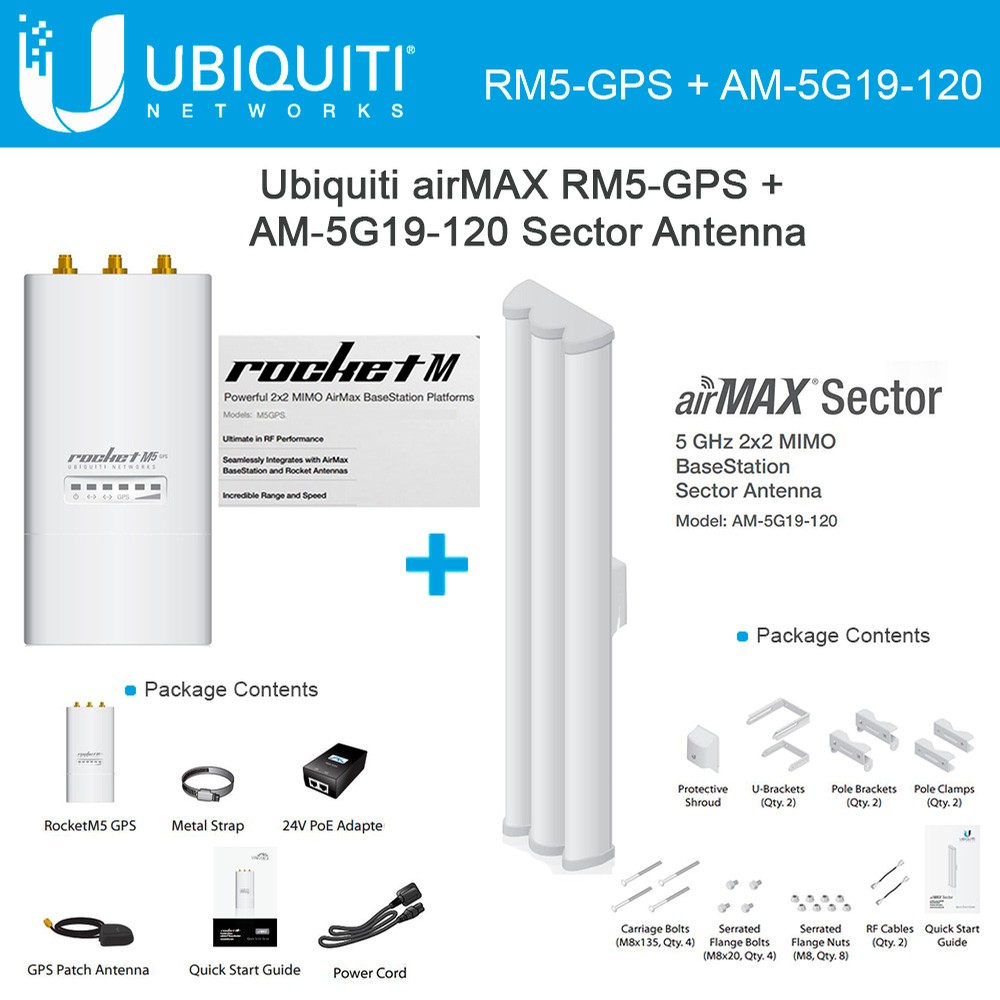 UBIQUITI®
NETWORKS
RM5-GPS + AM-5G19-120
Ubiquiti airMAX RM5-GPS +
AM-5G19-120 Sector Antenna
rocket M
Powerful 2x2 MIMO AirMax BaseStation Platforms
Models: M5GPS.
Ultimate in RF Performance
Seamlessly Integrates with AirMax
BaseStation and Rocket Antennas
Incredible Range and Speed
rocket M5 GPS
UBIQUITI NETWORKS
GPS
airMAX® Sector
5 GHz 2x2 MIMO
BaseStation
Sector Antenna
Model: AM-5G19-120
Package Contents
RocketM5 GPS
Metal Strap
24V PoE Adapte
GPS Patch Antenna
rocket M
Quick Start Guide
Power Cord
Package Contents
Protective
Shroud
U-Brackets
(Qty. 2)
Pole Brackets
(Qty. 2)
Pole Clamps
(Qty. 2)
Carriage Bolts
(M8x135, Qty. 4)
Serrated
Flange Bolts
(M8x20, Qty. 4)
Serrated
Flange Nuts
(M8, Qty. 8)
RF Cables
(Qty. 2)
airMAX Sector
Quick Start
Guide